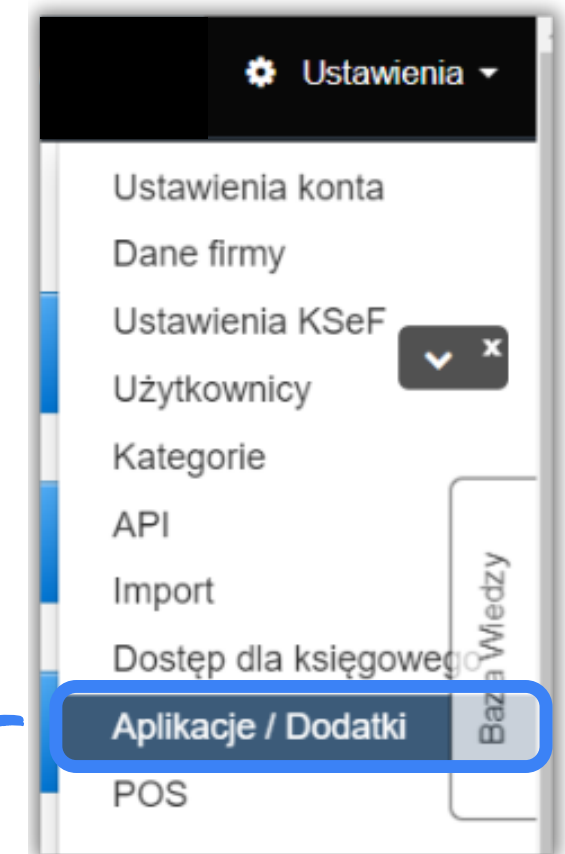 Ustawienia
Ustawienia konta
Dane firmy
Ustawienia KSeF
x
Użytkownicy
Kategorie
API
Import
Dostęp dla księgowego
Baza Wiedzy
Aplikacje / Dodatki
POS